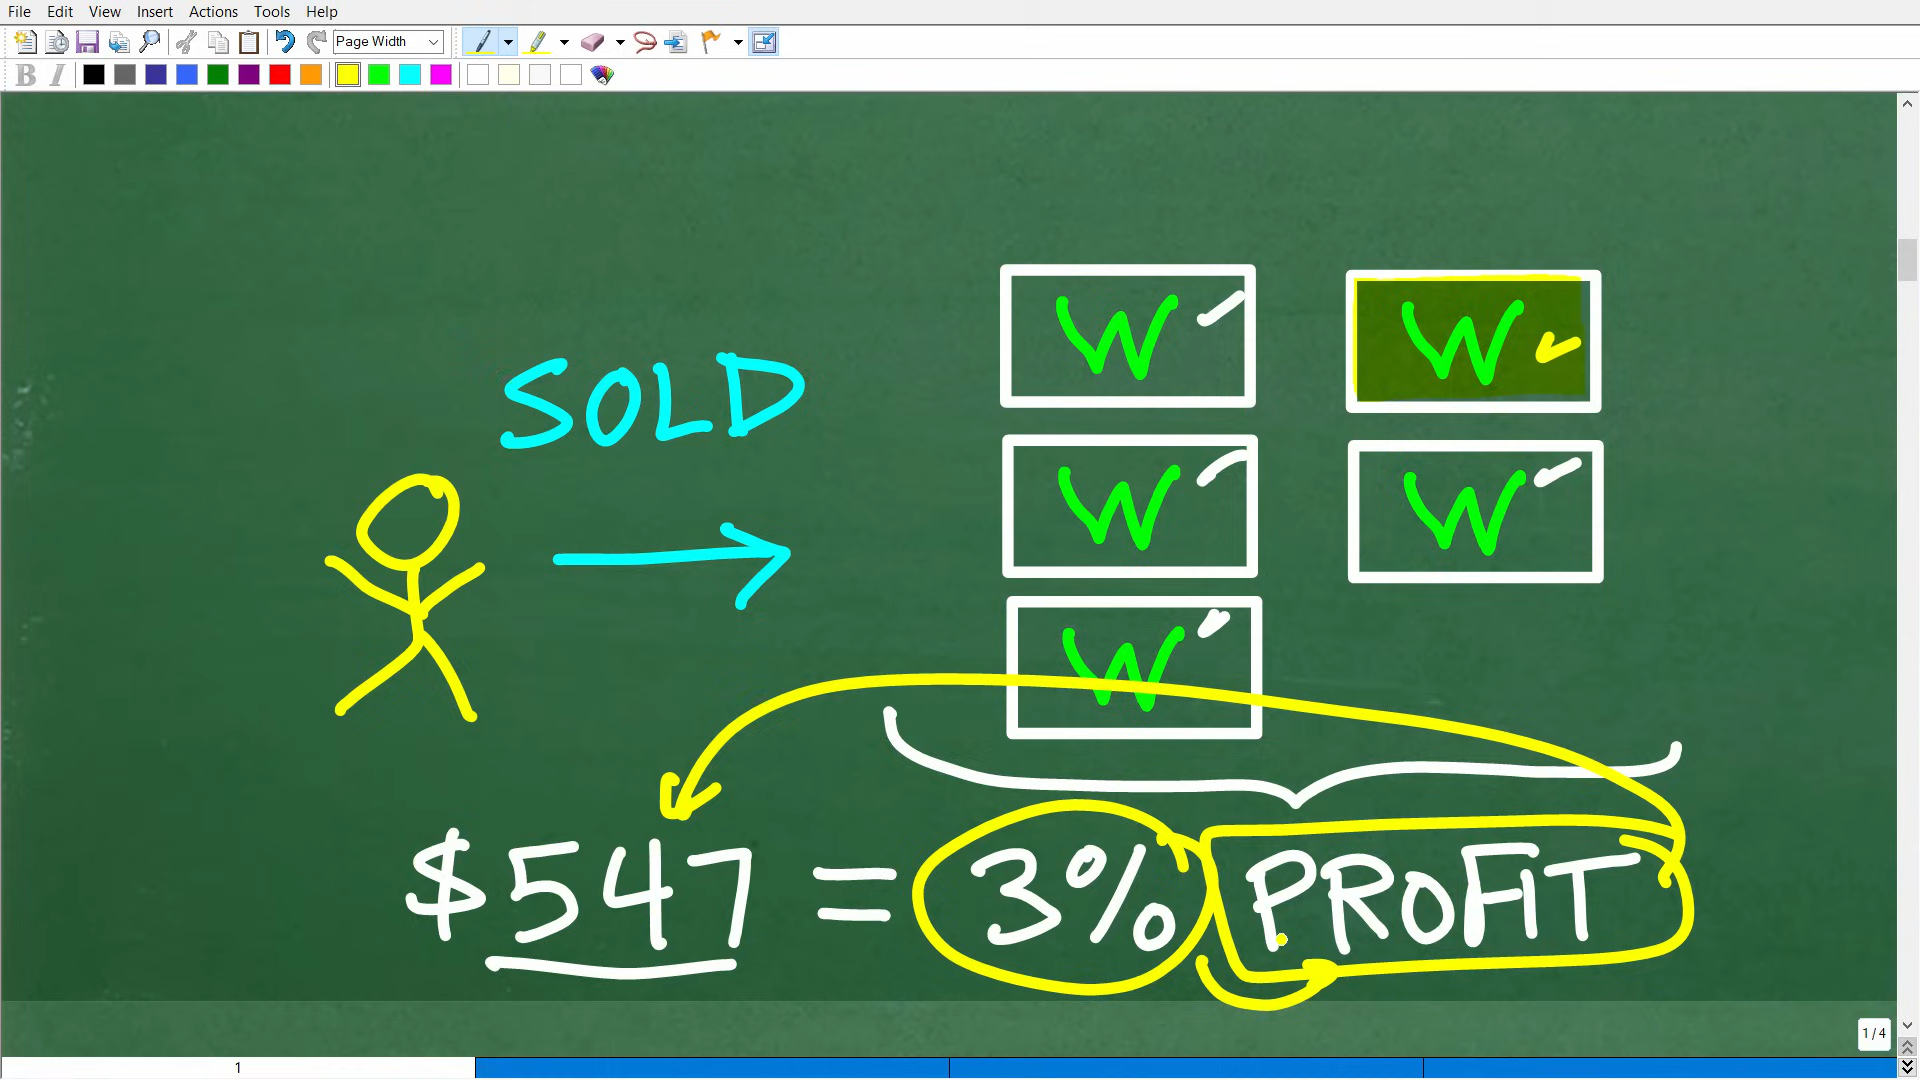 File Edit View Insert Actions Tools Help
Page Width
B I
W W
SOLD
W W
W
$547 = 3% PROFIT
1 / 4
1